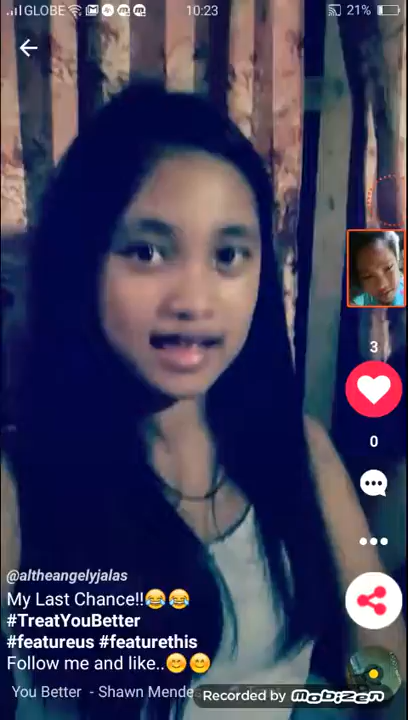 GLOBE
10:23
21%
3
0
@altheangelyjalas
My Last Chance!!😂😂
#TreatYouBetter
#featureus #featurethis
Follow me and like..😊😊
You Better - Shawn Mendes
Recorded by mobizen